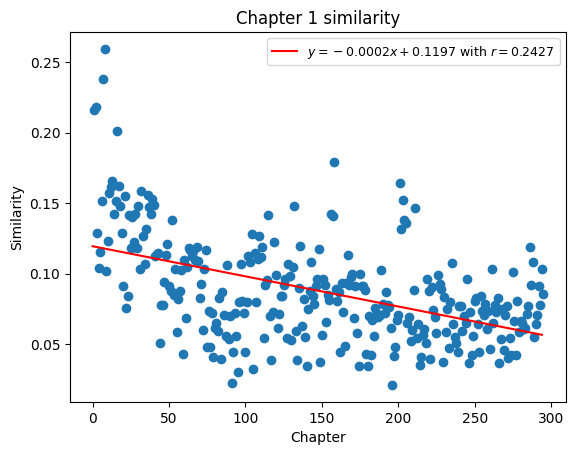 Chapter 1 similarity
y = −0.0002x + 0.1197 with r = 0.2427
Similarity
0.25
0.20
0.15
0.10
0.05
0 50 100 150 200 250 300
Chapter